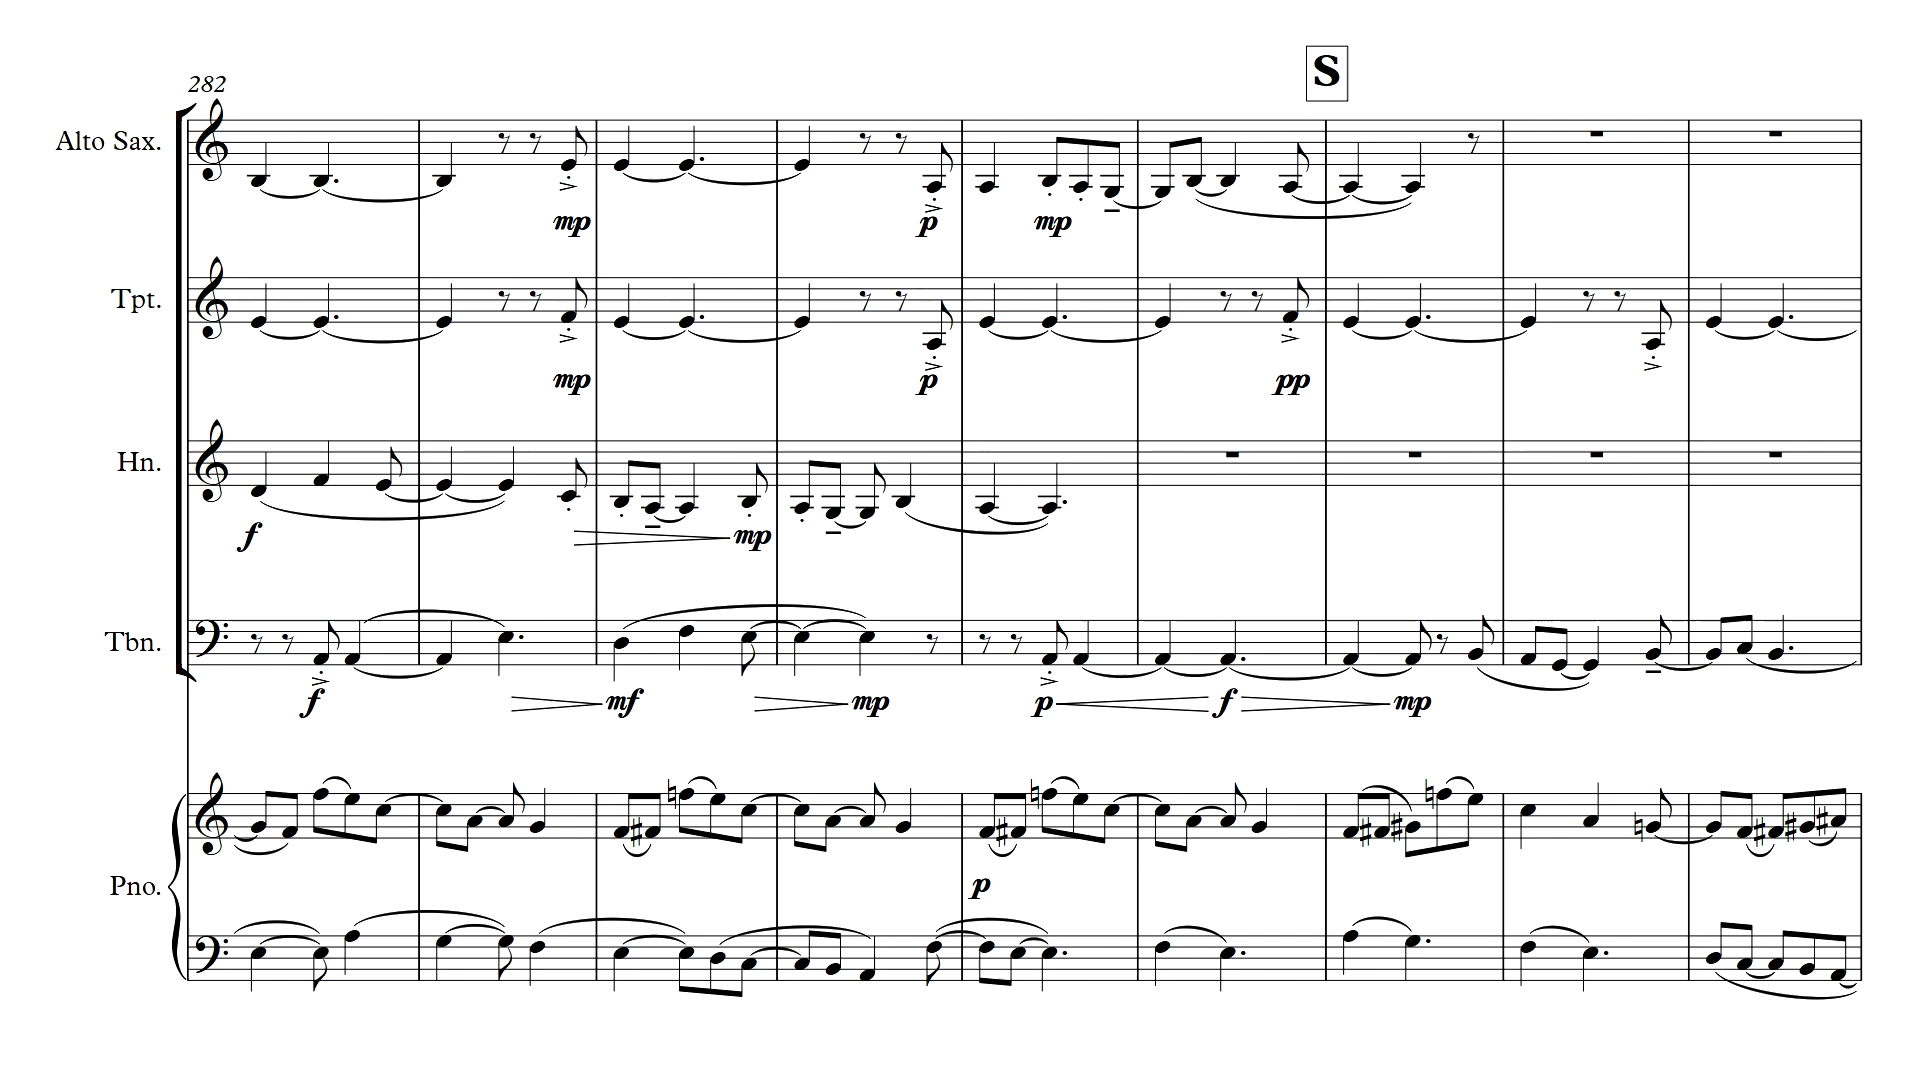 S
282
Alto Sax.
mp p mp
Tpt.
mp p pp
Hn.
f mp
Tbn.
f mf mp p f mp
Pno.
p